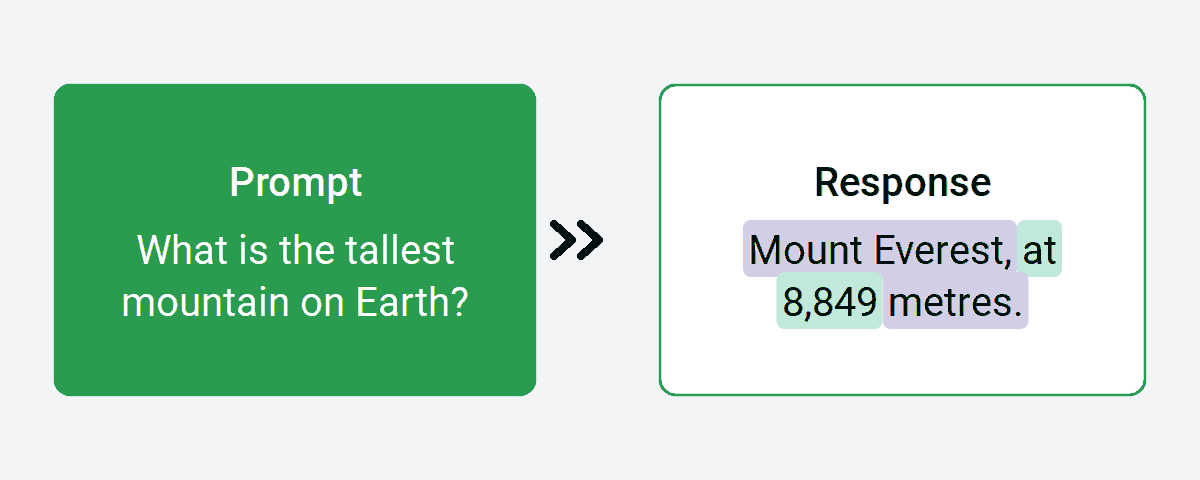 Prompt
What is the tallest
mountain on Earth?
Response
Mount Everest, at
8,849 metres.